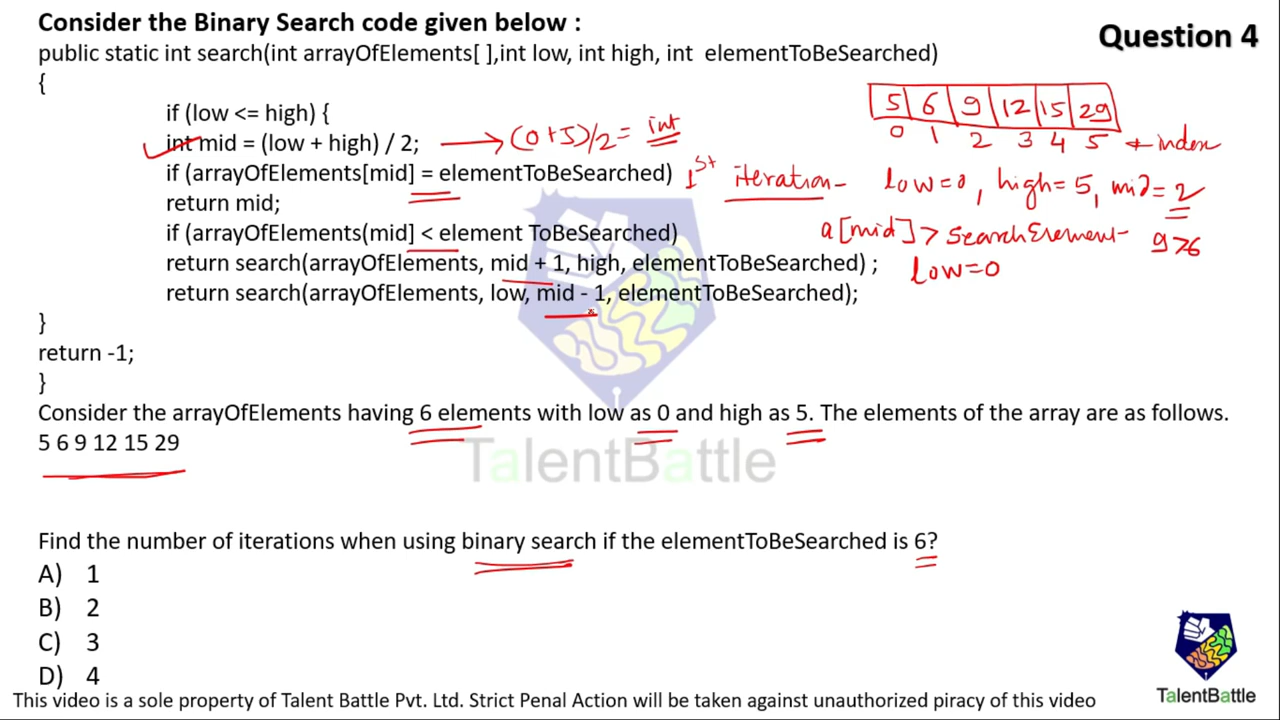 Consider the Binary Search code given below :
Question 4
public static int search(int arrayOfElements[ ],int low, int high, int elementToBeSearched)
{
if (low <= high) {
int mid = (low + high) / 2; (0+5)/2 = int
if (arrayOfElements[mid] = elementToBeSearched)
return mid;
if (arrayOfElements(mid] < element ToBeSearched)
return search(arrayOfElements, mid + 1, high, elementToBeSearched) ;
return search(arrayOfElements, low, mid - 1, elementToBeSearched);
}
return -1;
}
5 6 9 12 15 29
0 1 2 3 4 5 ← index
1st iteration - low=0, high=5, mid=2
a[mid] > SearchElement - 9>6
low=0
Consider the arrayOfElements having 6 elements with low as 0 and high as 5. The elements of the array are as follows.
5 6 9 12 15 29
TalentBattle
Find the number of iterations when using binary search if the elementToBeSearched is 6?
A) 1
B) 2
C) 3
D) 4
TalentBattle
This video is a sole property of Talent Battle Pvt. Ltd. Strict Penal Action will be taken against unauthorized piracy of this video